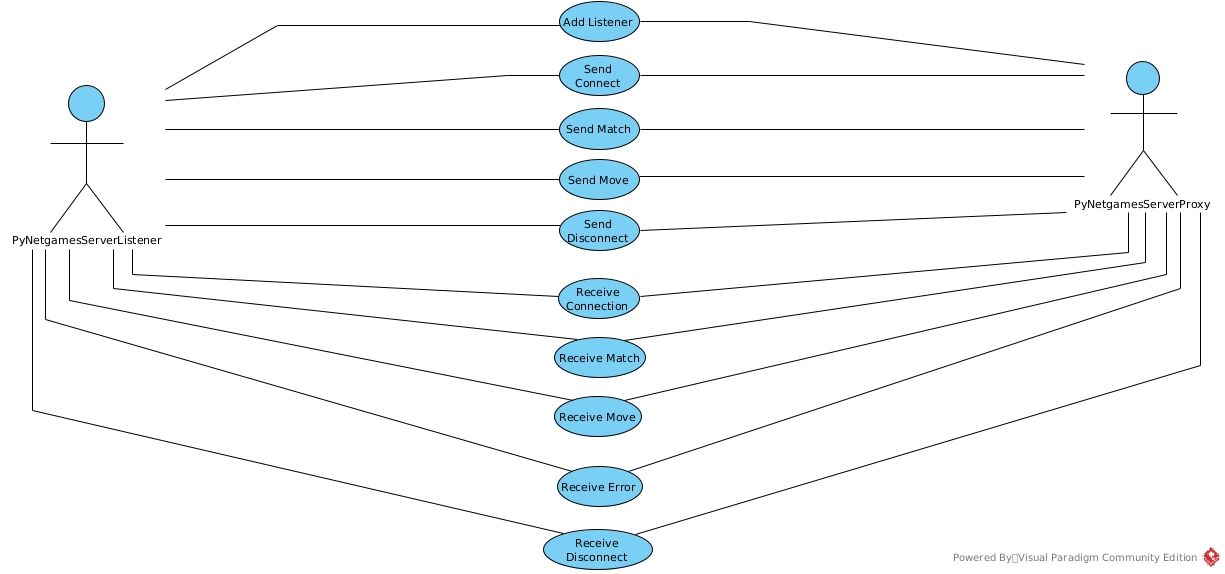 Add Listener
Send
Connect
Send Match
Send Move
PyNetgamesServerProxy
Send
Disconnect
PyNetgamesServerListener
Receive
Connection
Receive Match
Receive Move
Receive Error
Receive
Disconnect
Powered By Visual Paradigm Community Edition